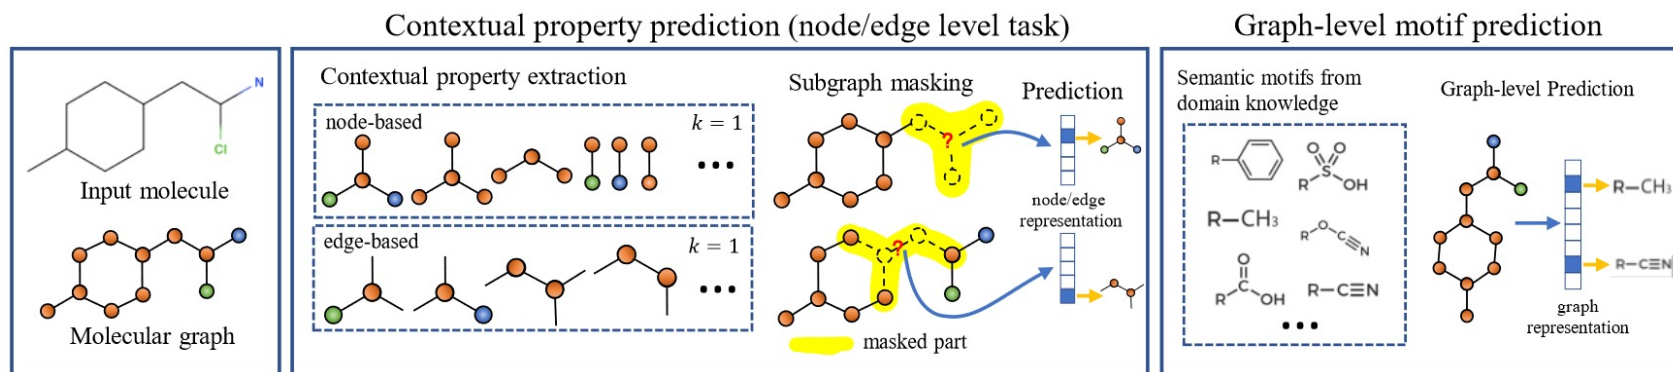 Contextual property prediction (node/edge level task)
Graph-level motif prediction
N
Cl
Input molecule
Molecular graph
Contextual property extraction
node-based
k = 1
...
edge-based
k = 1
...
Subgraph masking
?
?
masked part
Prediction
node/edge
representation
Semantic motifs from
domain knowledge
R
O O
S
R OH
R—CH₃
R O N
O
R OH
R—C≡N
...
Graph-level Prediction
R—CH₃
R—C≡N
graph
representation